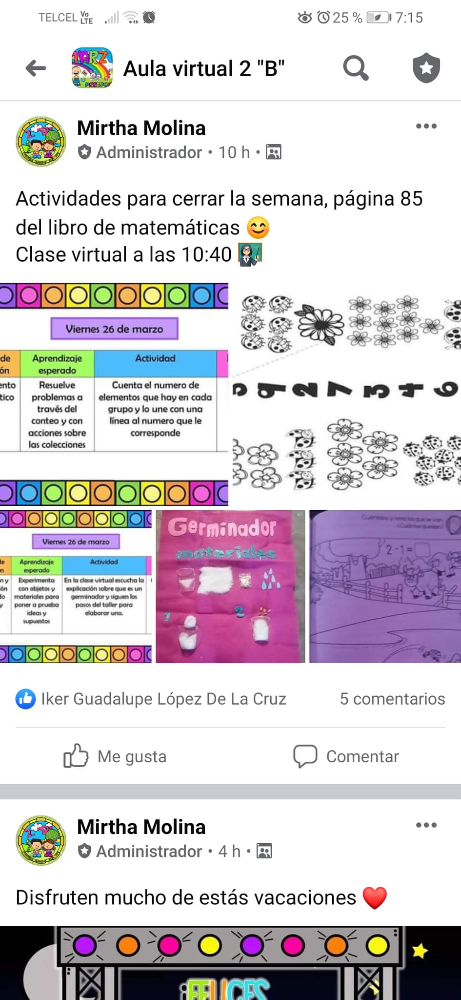 TELCEL Vo LTE 25 % 7:15
Aula virtual 2 "B"
Mirtha Molina
Administrador • 10 h •
Actividades para cerrar la semana, página 85
del libro de matemáticas 😊
Clase virtual a las 10:40 👩🏻‍🏫
Viernes 26 de marzo
de
ón
Aprendizaje
esperado
Actividad
ento
tico
Resuelve
problemas a
través del
conteo y con
acciones sobre
las colecciones
Cuenta el numero de
elementos que hay en cada
grupo y lo une con una
línea al numero que le
corresponde
9 2 7 3 4 6
Viernes 26 de marzo
Aprendizaje
esperado
Actividad
Experimenta
con objetos y
materiales para
poner a prueba
ideas y
supuestos
En la clase virtual escucha la
explicación sobre que es un
germinador y siguen los
pasos del taller para
elaborar uno.
Germinador
materiales
1
2
2-1=
Iker Guadalupe López De La Cruz
5 comentarios
Me gusta
Comentar
Mirtha Molina
Administrador • 4 h •
Disfruten mucho de estás vacaciones ❤️
¡FELICES